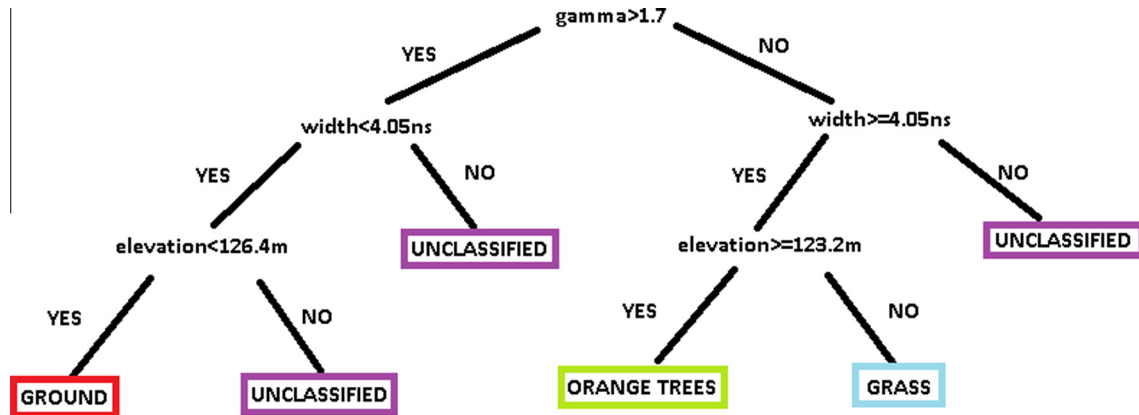 gamma>1.7
YES
NO
width<4.05ns
width>=4.05ns
YES
NO
YES
NO
elevation<126.4m
UNCLASSIFIED
elevation>=123.2m
UNCLASSIFIED
YES
NO
YES
NO
GROUND
UNCLASSIFIED
ORANGE TREES
GRASS